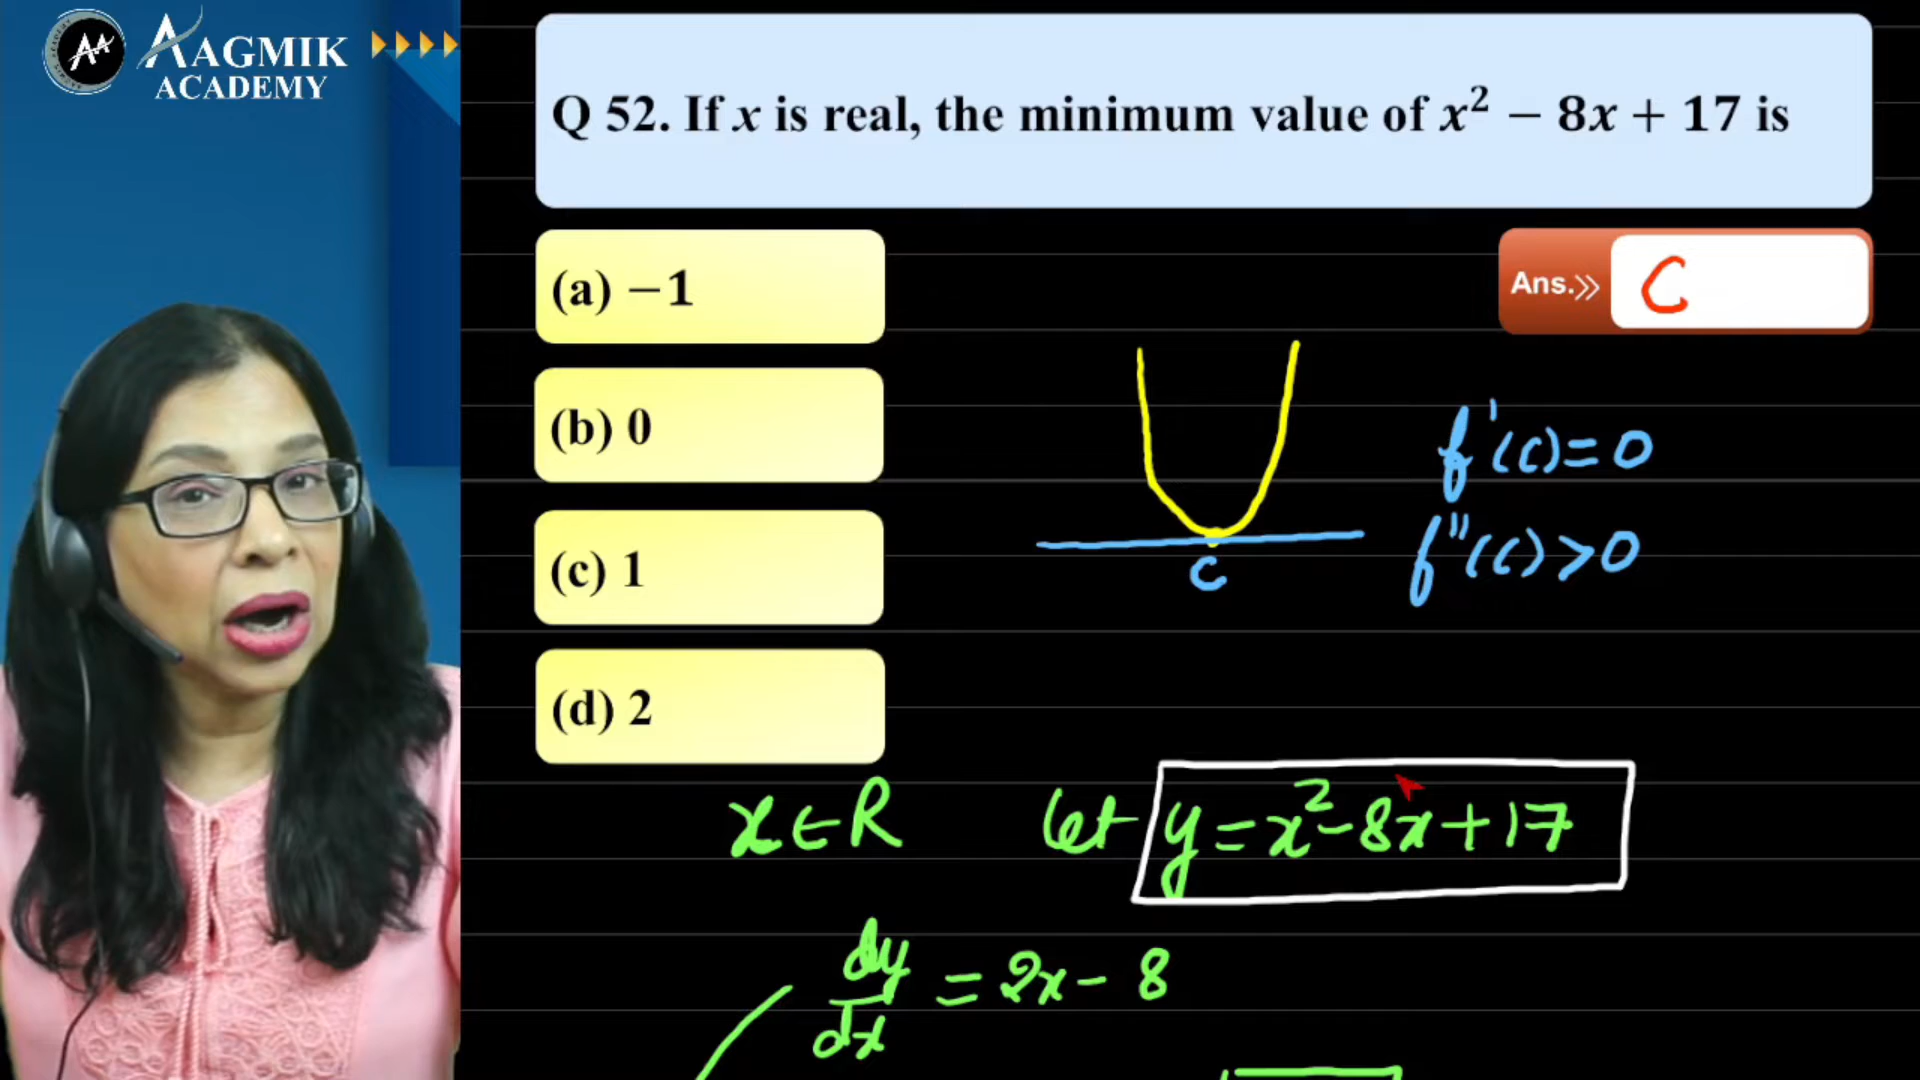 AAGMIK
ACADEMY
Q 52. If x is real, the minimum value of x² − 8x + 17 is
(a) −1
(b) 0
(c) 1
(d) 2
Ans.
C
f'(c)=0
f''(c)>0
c
x∈R let y=x²-8x+17
dy/dx = 2x-8